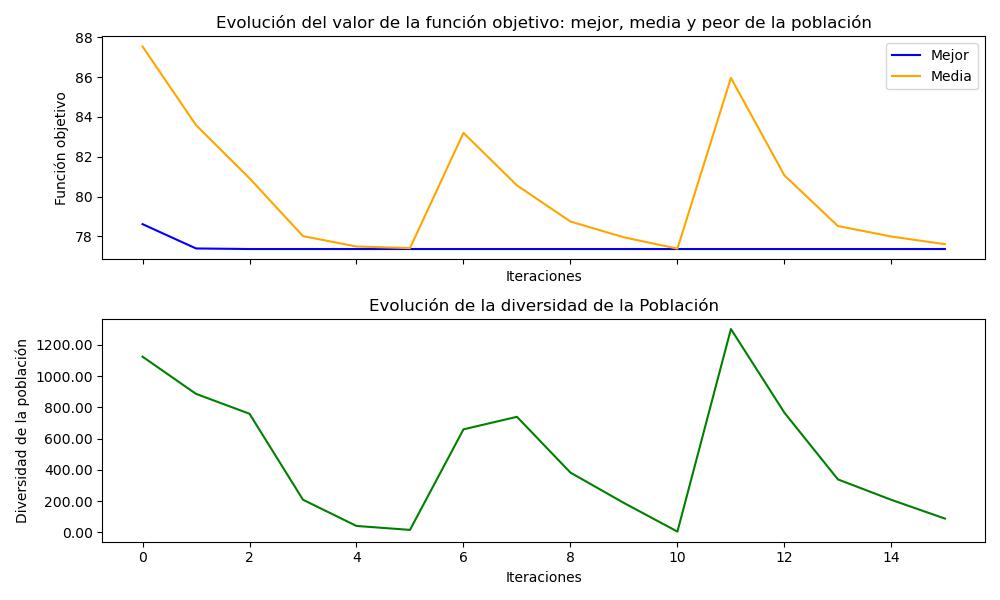 Evolución del valor de la función objetivo: mejor, media y peor de la población
88
86
84
82
80
78
Función objetivo
Mejor
Media
Iteraciones
Evolución de la diversidad de la Población
1200.00
1000.00
800.00
600.00
400.00
200.00
0.00
Diversidad de la población
0 2 4 6 8 10 12 14
Iteraciones